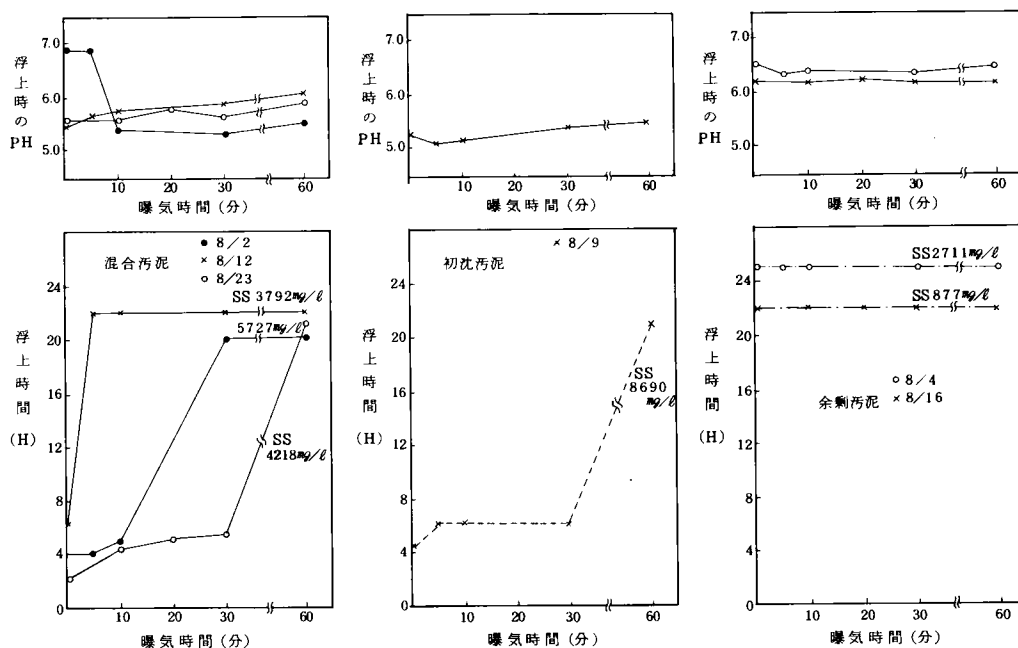 浮上時のPH
7.0
6.0
5.0
10 20 30 60
曝気時間(分)
7.0
6.0
5.0
10 20 30 60
曝気時間(分)
浮上時のPH
7.0
6.0
5.0
10 20 30 60
曝気時間(分)
浮上時のPH
浮上時間(H)
24
20
16
12
8
4
0
10 20 30 60
曝気時間(分)
混合汚泥
● 8/2
× 8/12
○ 8/23
SS 3792mg/ℓ
5727mg/ℓ
SS
4218mg/ℓ
浮上時間(H)
24
20
16
12
8
4
0
10 20 30 60
曝気時間(分)
初沈汚泥
× 8/9
SS
8690
mg/ℓ
浮上時間(H)
24
20
16
12
8
4
0
10 20 30 60
曝気時間(分)
SS2711mg/ℓ
SS877mg/ℓ
○ 8/4
余剰汚泥 × 8/16